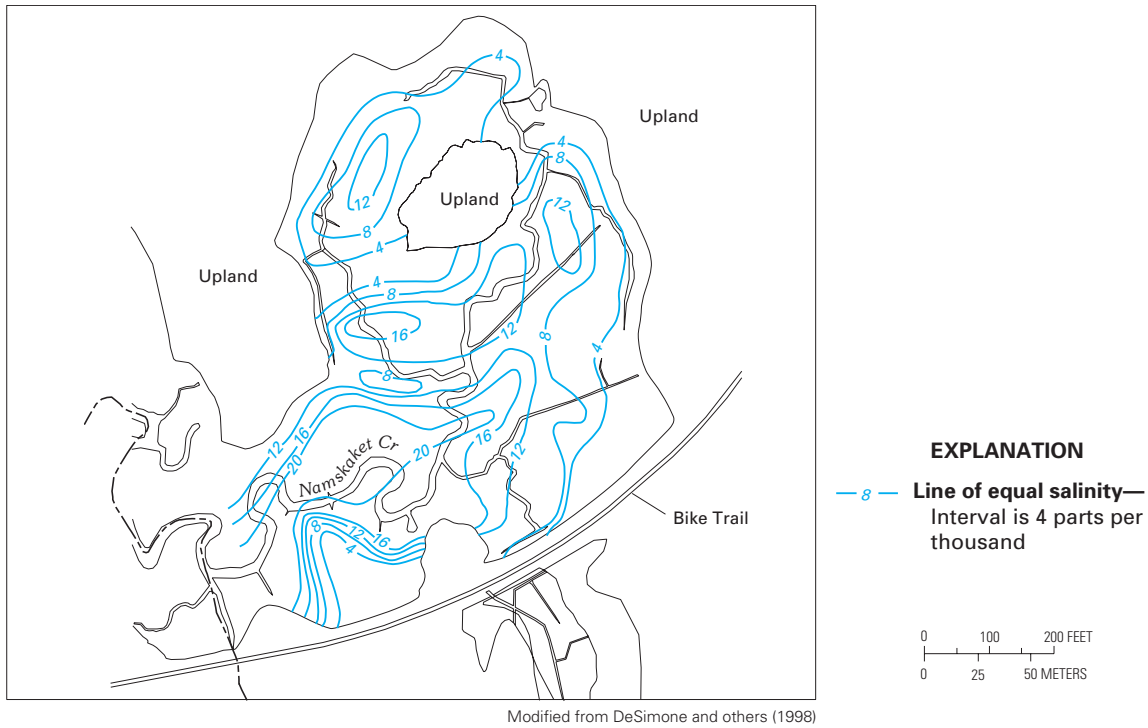 4
Upland
4
8
Upland
12
12
8
4
Upland
4
8
16
12
8
4
8
12
16
20
Namskaket Cr
20
16
12
8
12
16
4
Bike Trail
EXPLANATION
8 Line of equal salinity—
Interval is 4 parts per
thousand
0 100 200 FEET
0 25 50 METERS
Modified from DeSimone and others (1998)